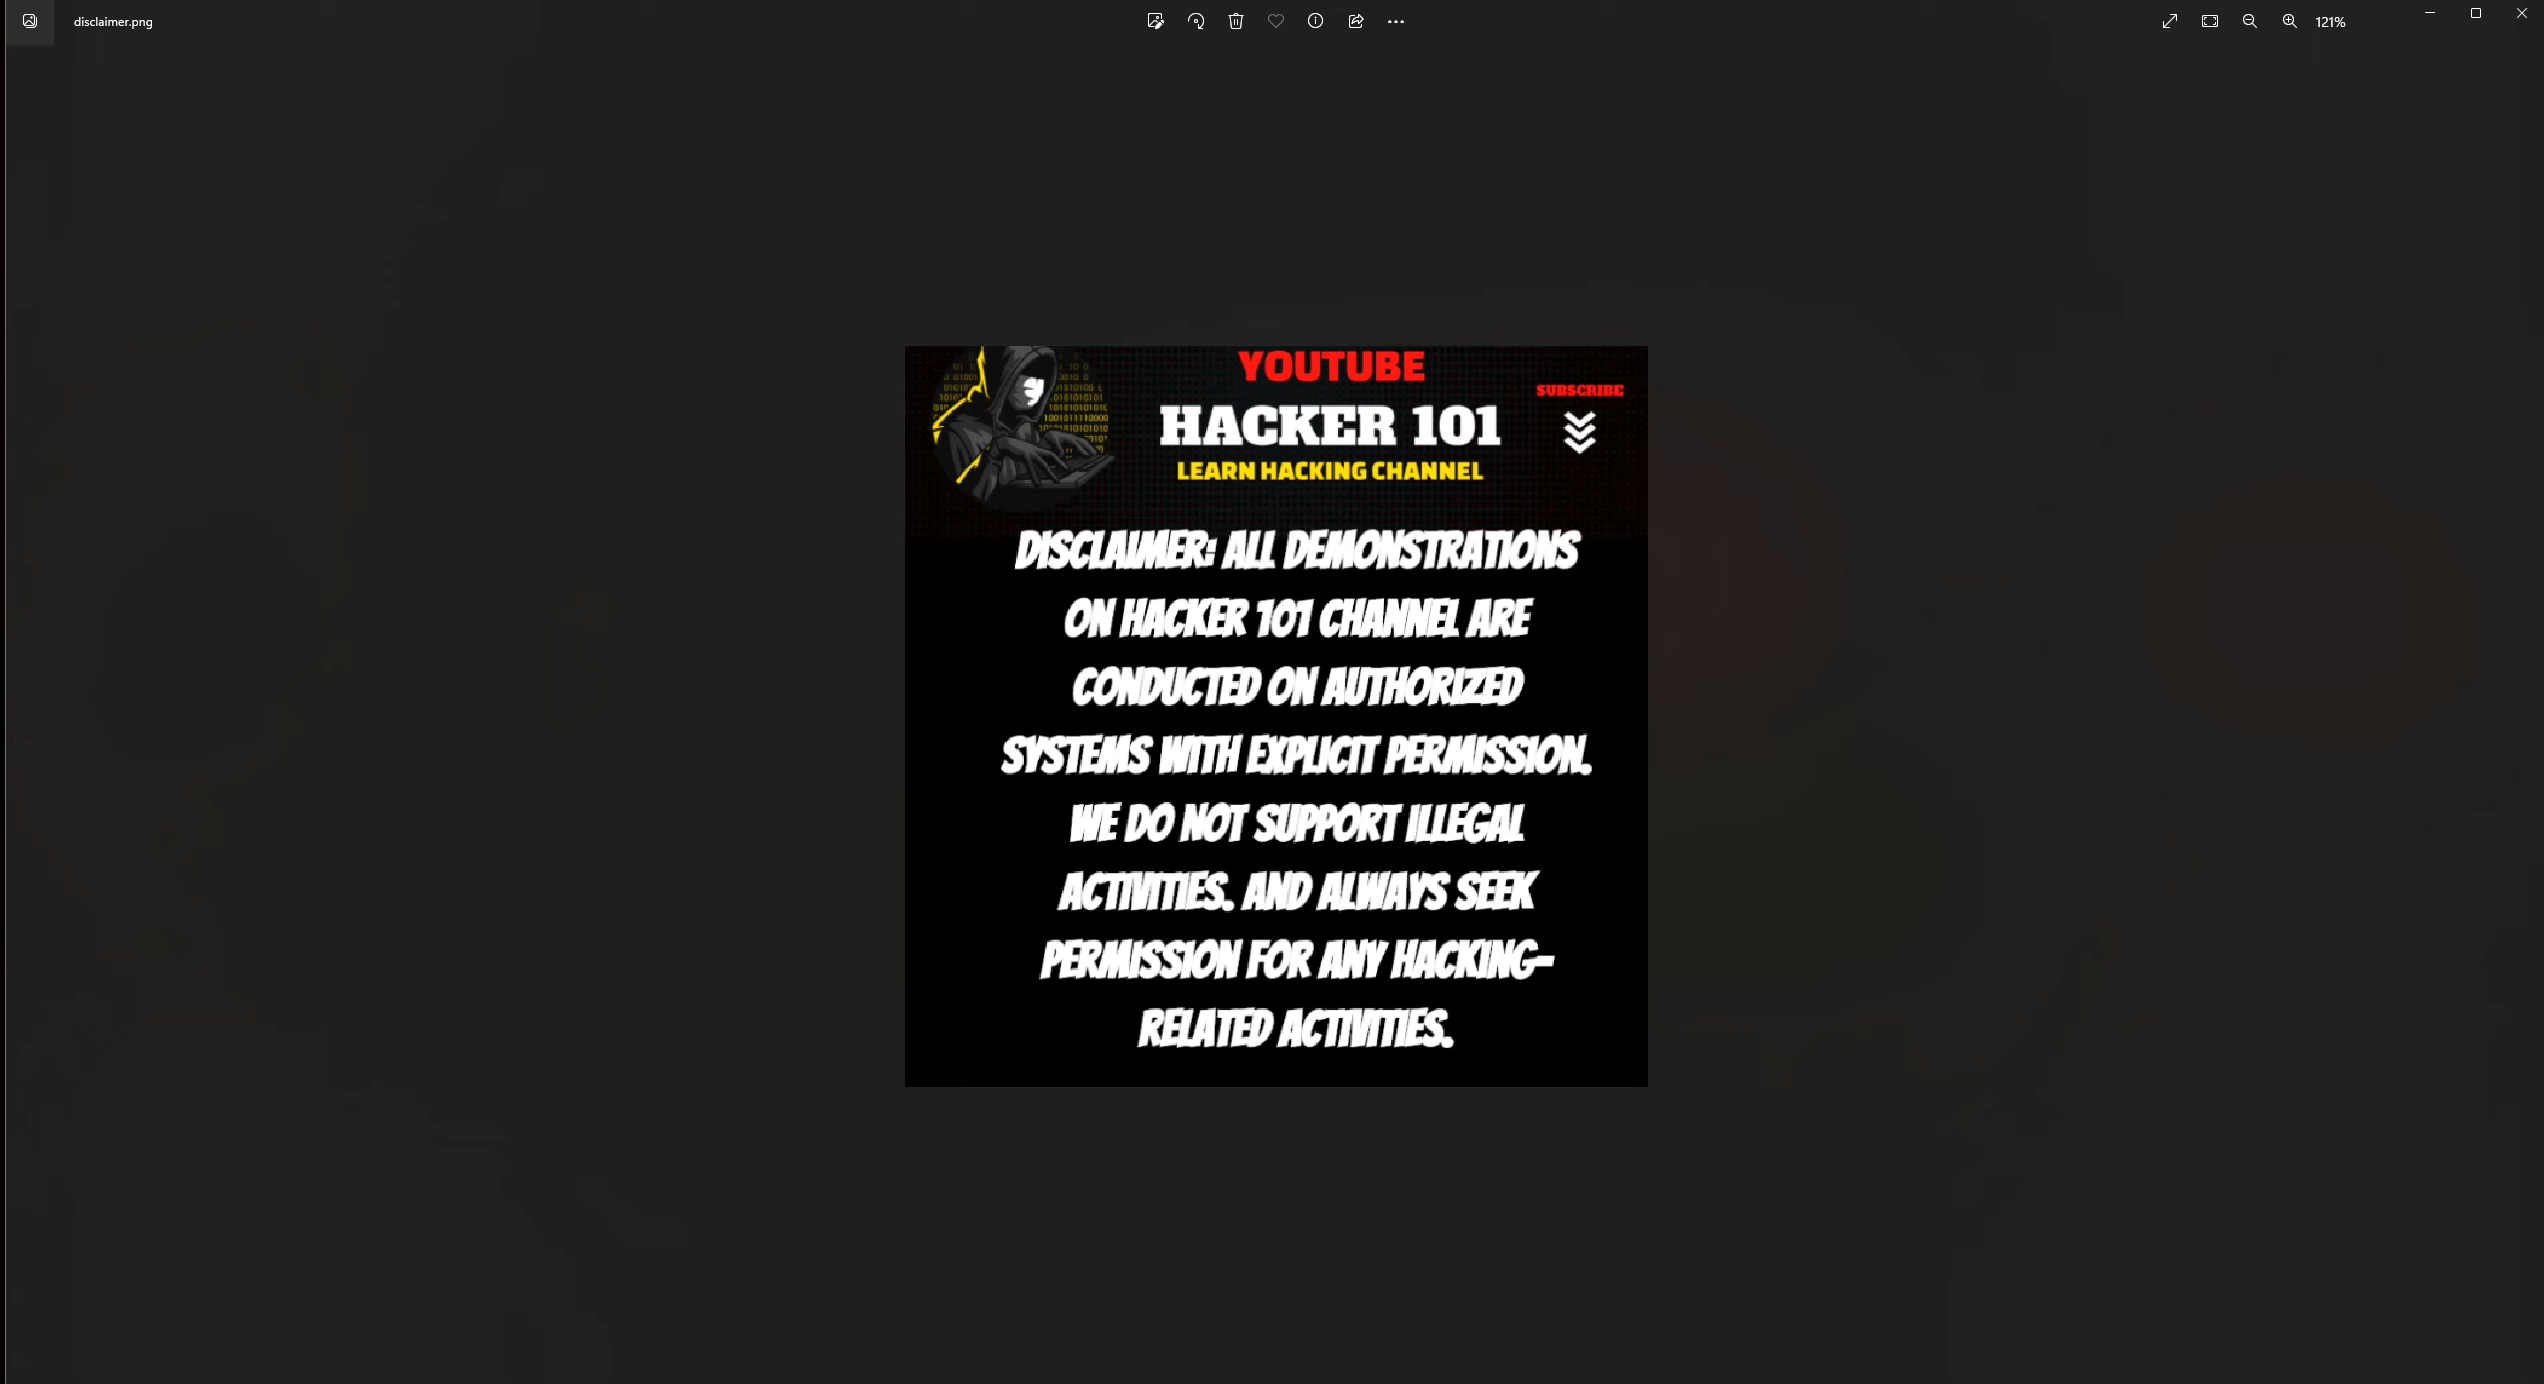 disclaimer.png
121%
YOUTUBE
SUBSCRIBE
HACKER 101
LEARN HACKING CHANNEL
DISCLAIMER: ALL DEMONSTRATIONS
ON HACKER 101 CHANNEL ARE
CONDUCTED ON AUTHORIZED
SYSTEMS WITH EXPLICIT PERMISSION.
WE DO NOT SUPPORT ILLEGAL
ACTIVITIES. AND ALWAYS SEEK
PERMISSION FOR ANY HACKING-
RELATED ACTIVITIES.